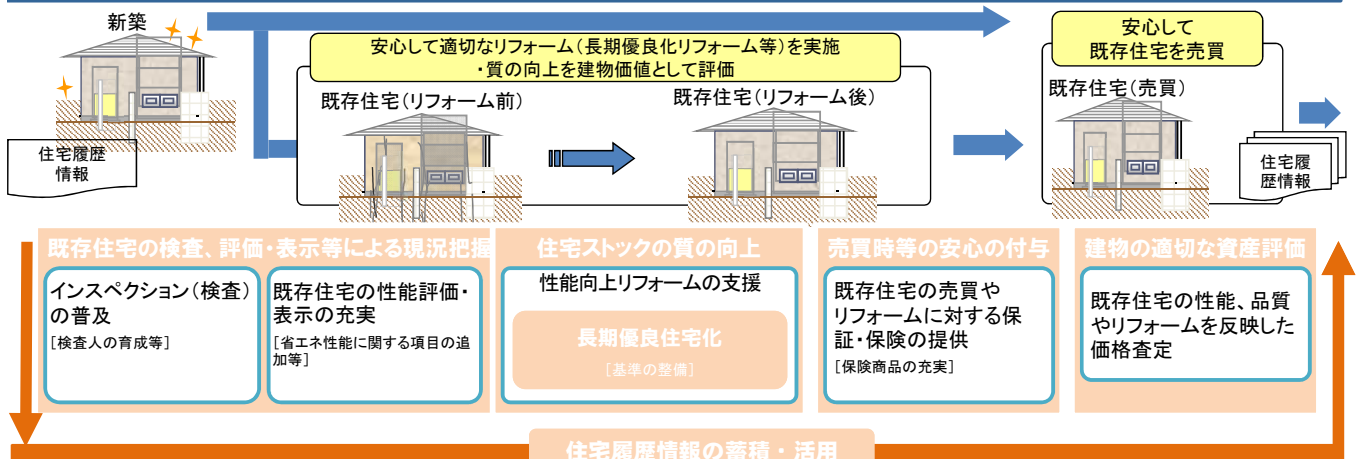 新築
安心して適切なリフォーム（長期優良化リフォーム等）を実施
・質の向上を建物価値として評価
安心して
既存住宅を売買
既存住宅（リフォーム前）
既存住宅（リフォーム後）
既存住宅（売買）
住宅履歴
情報
住宅履
歴情報
既存住宅の検査、評価・表示等による現況把握
インスペクション（検査）
の普及
［検査人の育成等］
既存住宅の性能評価・
表示の充実
［省エネ性能に関する項目の追
加等］
住宅ストックの質の向上
性能向上リフォームの支援
長期優良住宅化
［基準の整備］
売買時等の安心の付与
既存住宅の売買や
リフォームに対する保
証・保険の提供
［保険商品の充実］
建物の適切な資産評価
既存住宅の性能、品質
やリフォームを反映した
価格査定
住宅履歴情報の蓄積・活用